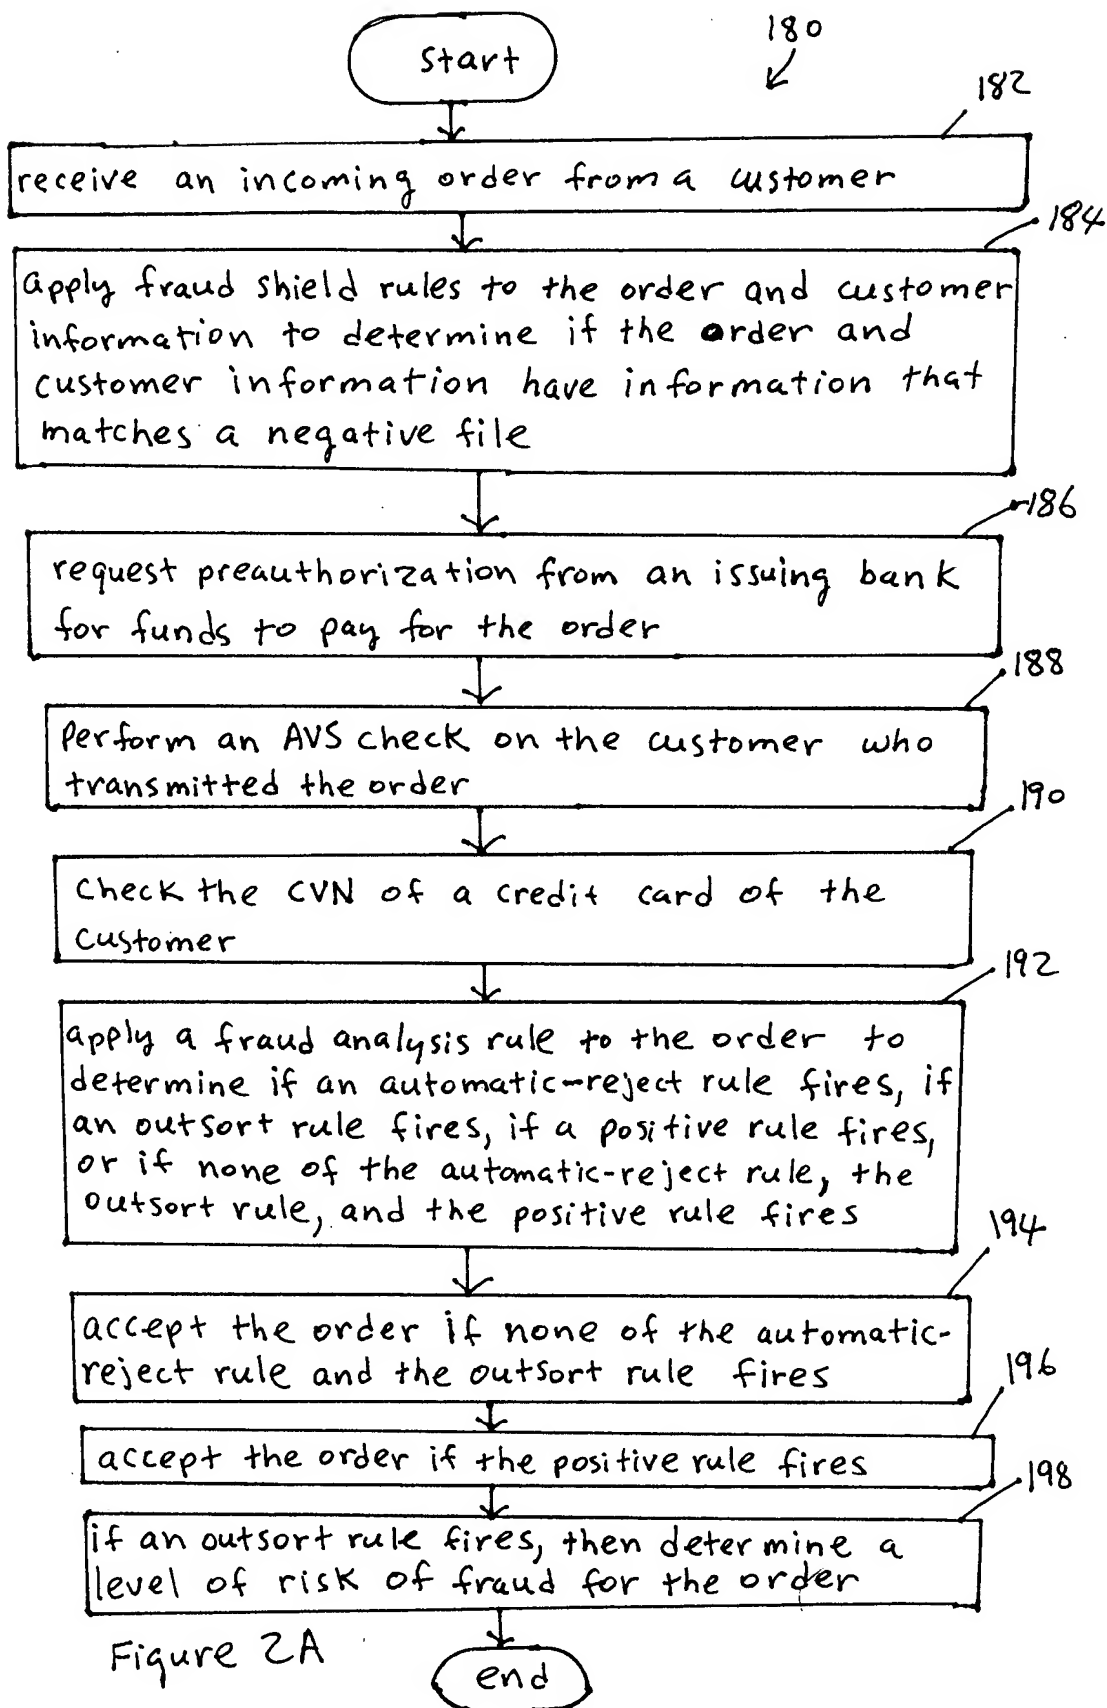 start
180
182
receive an incoming order from a customer
184
apply fraud shield rules to the order and customer
information to determine if the order and
customer information have information that
matches a negative file
186
request preauthorization from an issuing bank
for funds to pay for the order
188
Perform an AVS check on the customer who
transmitted the order
190
Check the CVN of a credit card of the
customer
192
apply a fraud analysis rule to the order to
determine if an automatic-reject rule fires, if
an outsort rule fires, if a positive rule fires,
or if none of the automatic-reject rule, the
outsort rule, and the positive rule fires
194
accept the order if none of the automatic-
reject rule and the outsort rule fires
196
accept the order if the positive rule fires
198
if an outsort rule fires, then determine a
level of risk of fraud for the order
Figure 2A
end